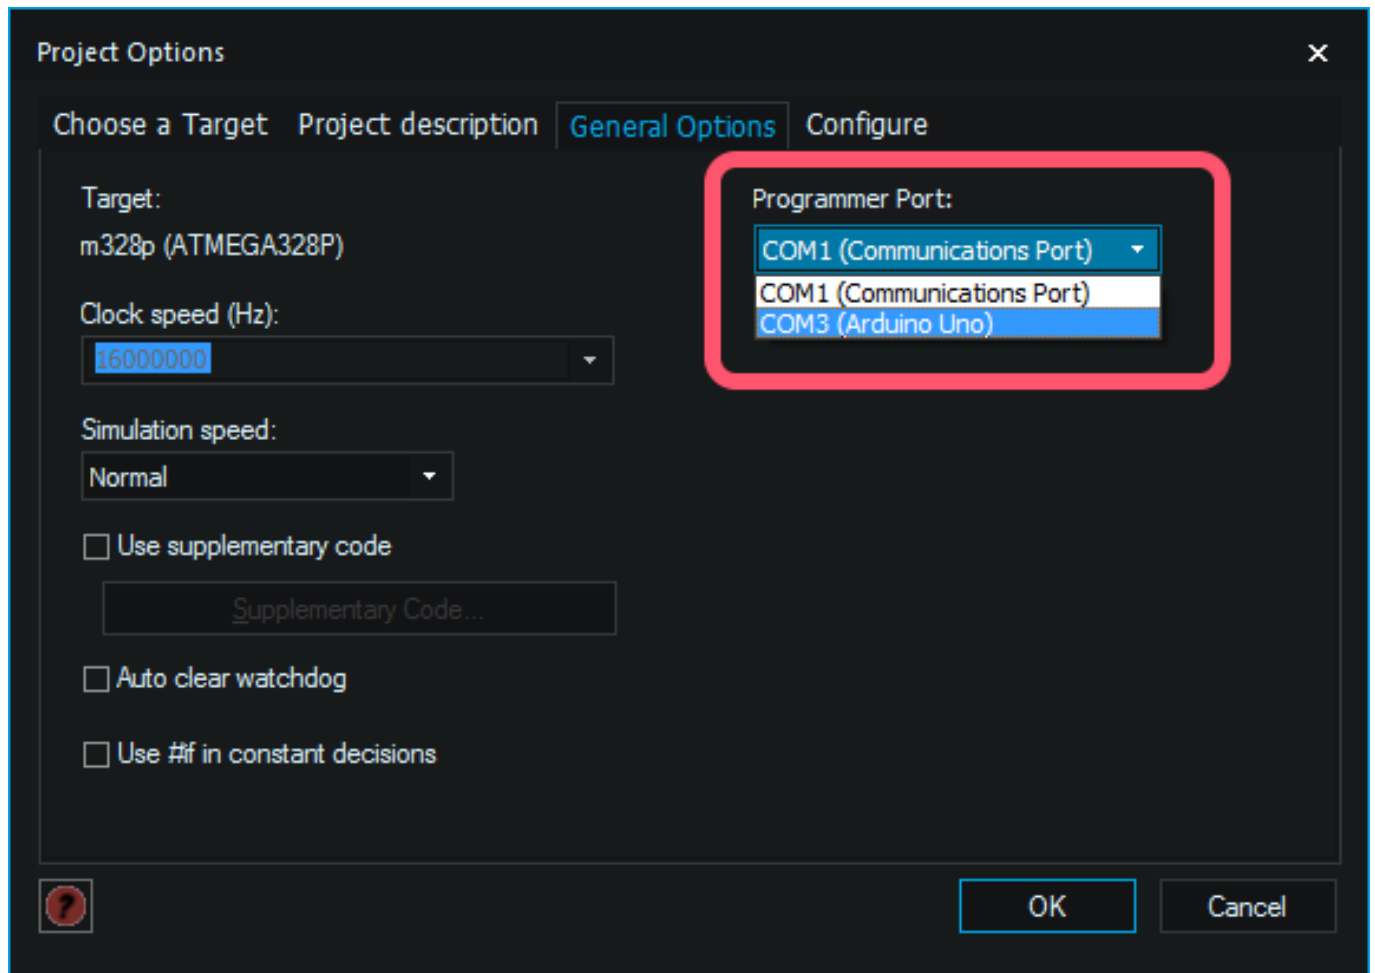 Project Options
Choose a Target Project description General Options Configure
Target:
m328p (ATMEGA328P)
Clock speed (Hz):
16000000
Simulation speed:
Normal
Use supplementary code
Supplementary Code...
Auto clear watchdog
Use #if in constant decisions
Programmer Port:
COM1 (Communications Port)
COM1 (Communications Port)
COM3 (Arduino Uno)
?
OK Cancel